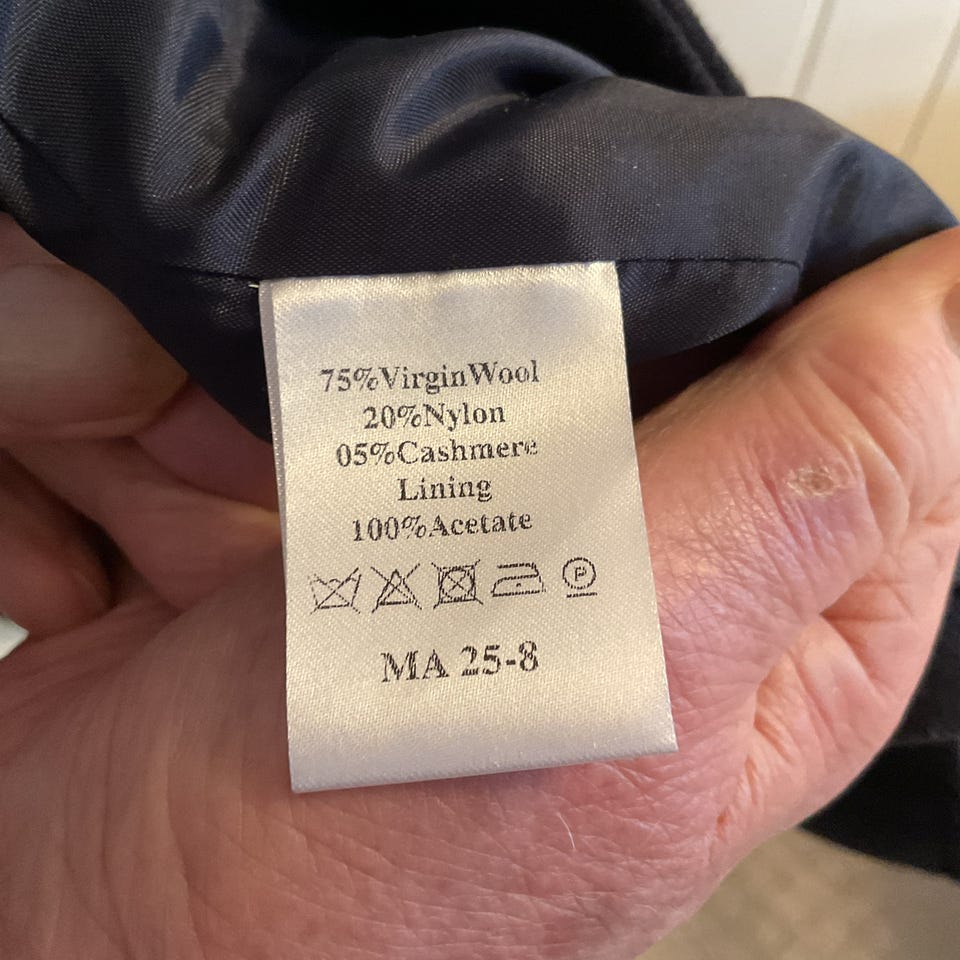 75%VirginWool
20%Nylon
05%Cashmere
Lining
100%Acetate
P
MA 25-8